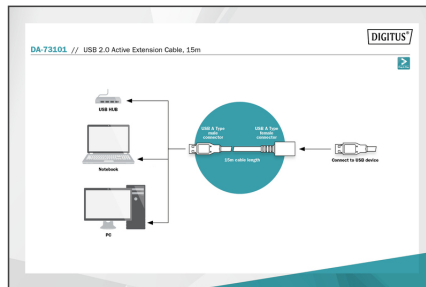 DIGITUS®
DA-73101 // USB 2.0 Active Extension Cable, 15m
USB HUB
Notebook
PC
USB A Type
male
connector
USB A Type
female
connector
15m cable length
Connect to USB device